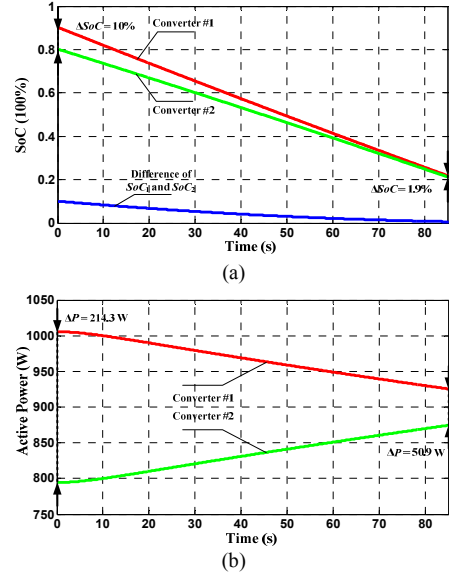 1
0.8
0.6
0.4
0.2
0
SoC (100%)
ΔSoC = 10%
Converter #1
Converter #2
Difference of
SoC1 and SoC2
ΔSoC = 1.9%
0 10 20 30 40 50 60 70 80
Time (s)
(a)
1050
1000
950
900
850
800
750
Active Power (W)
ΔP = 214.3 W
Converter #1
Converter #2
ΔP = 50.9 W
0 10 20 30 40 50 60 70 80
Time (s)
(b)